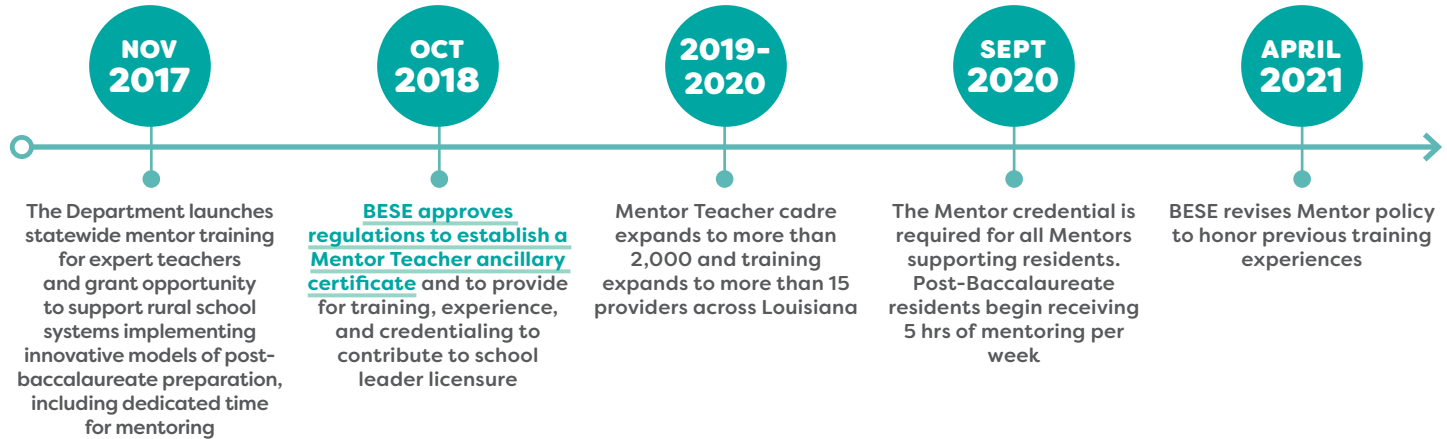 NOV
2017
The Department launches
statewide mentor training
for expert teachers
and grant opportunity
to support rural school
systems implementing
innovative models of post-
baccalaureate preparation,
including dedicated time
for mentoring
OCT
2018
BESE approves
regulations to establish a
Mentor Teacher ancillary
certificate and to provide
for training, experience,
and credentialing to
contribute to school
leader licensure
2019-
2020
Mentor Teacher cadre
expands to more than
2,000 and training
expands to more than 15
providers across Louisiana
SEPT
2020
The Mentor credential is
required for all Mentors
supporting residents.
Post-Baccalaureate
residents begin receiving
5 hrs of mentoring per
week
APRIL
2021
BESE revises Mentor policy
to honor previous training
experiences